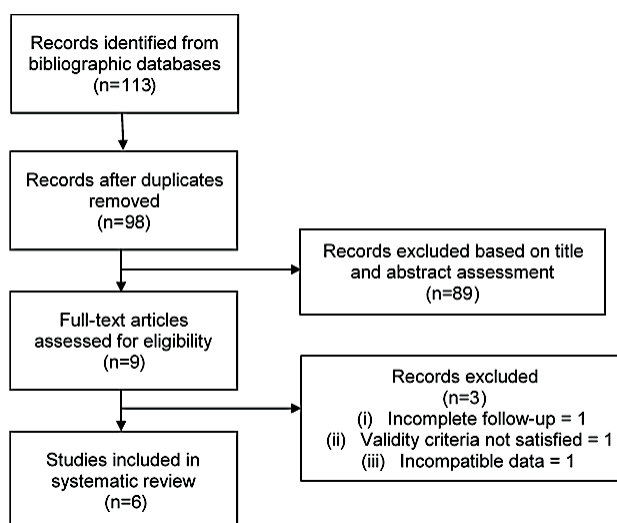 Records identified from
bibliographic databases
(n=113)
Records after duplicates
removed
(n=98)
Records excluded based on title
and abstract assessment
(n=89)
Full-text articles
assessed for eligibility
(n=9)
Records excluded
(n=3)
(i) Incomplete follow-up = 1
(ii) Validity criteria not satisfied = 1
(iii) Incompatible data = 1
Studies included in
systematic review
(n=6)